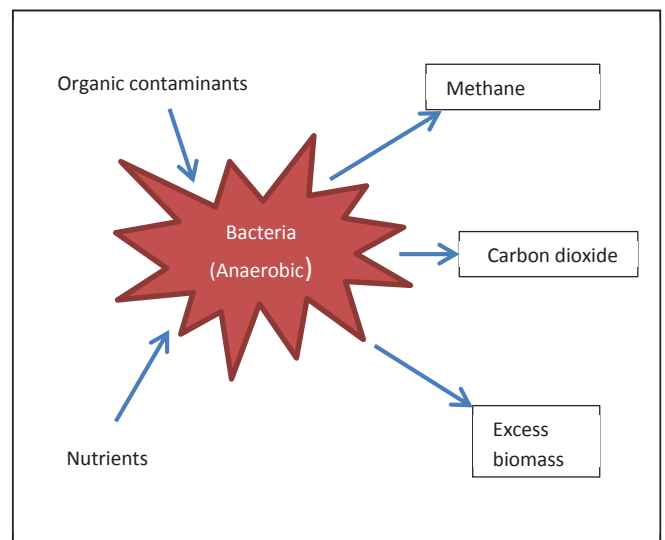 Organic contaminants
Methane
Bacteria
(Anaerobic)
Carbon dioxide
Nutrients
Excess
biomass